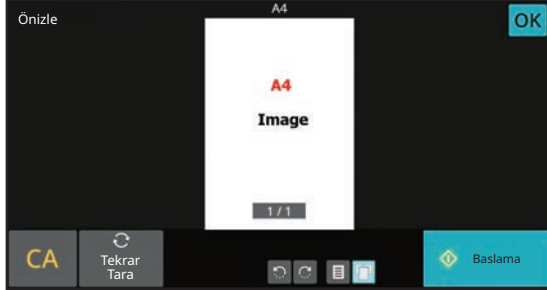 Önizle
A4
OK
A4
Image
1 / 1
CA
Tekrar
Tara
Baslama